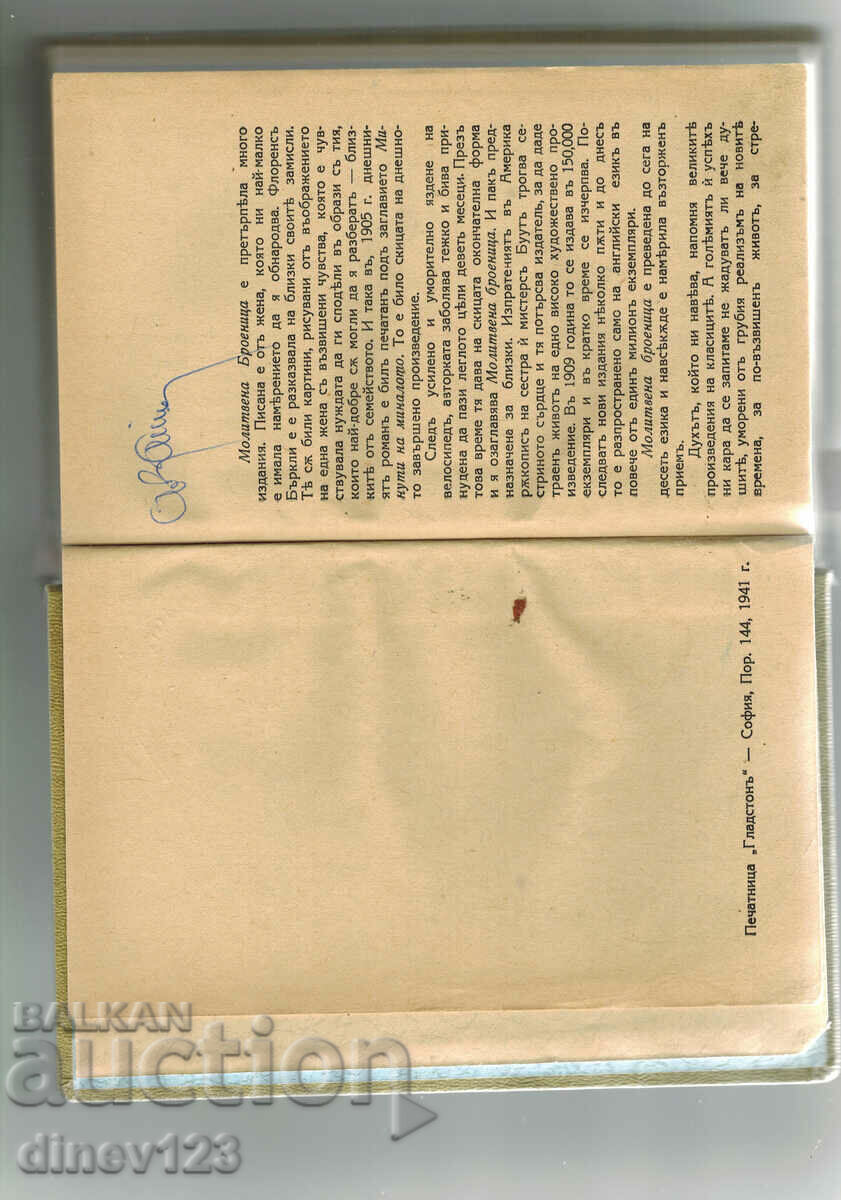 Печатница „Гладстонъ“ — София, Пор. 144, 1941 г.
Молитвена Броеница е претърпѣла много
издания. Писана е отъ жена, която ни най-малко
е имала намѣрението да я обнародва. Флоренсъ
Бъркли е е разказвала на близки своитѣ замисли.
Тѣ сѫ били картини, рисувани отъ въображението
на една жена съ възвишени чувства, която е чув-
ствувала нуждата да ги сподѣли въ образи съ тия,
които най-добре сѫ могли да я разбератъ — близ-
китѣ отъ семейството. И така въ, 1905 г. днешни-
ятъ романъ е билъ печатанъ подъ заглавието Ми-
нути на миналото. То е било скицата на днешно-
то завършено произведение.
Следъ усилено и уморително яздене на
велосипедъ, авторката заболява тежко и бива при-
нудена да пази леглото цѣли деветь месеци. Презъ
това време тя дава на скицата окончателна форма
и я озаглавява Молитвена броеница. И пакъ пред-
назначена за близки. Изпратениятъ въ Америка
рѫкописъ на сестра ѝ мистерсъ Буутъ трогва се-
стриното сърдце и тя потърсва издатель, за да даде
траенъ животъ на едно високо художествено про-
изведение. Въ 1909 година то се издава въ 150,000
екземпляри и въ кратко време се изчерпва. По-
следватъ нови издания нѣколко пѫти и до днесъ
то е разпространено само на английски езикъ въ
повече отъ единъ милионъ екземпляри.
Молитвена броеница е преведена до сега на
десеть езика и навсѣкѫде е намѣрила възторженъ
приемъ.
Духътъ, който ни навѣва, напомня великитѣ
произведения на класицитѣ. А голѣмиятъ ѝ успѣхъ
ни кара да се запитаме не жадуватъ ли вече ду-
шитѣ, уморени отъ грубия реализъмъ на новитѣ
времена, за по-възвишенъ животъ, за стре-
BALKAN
auction
dinev123